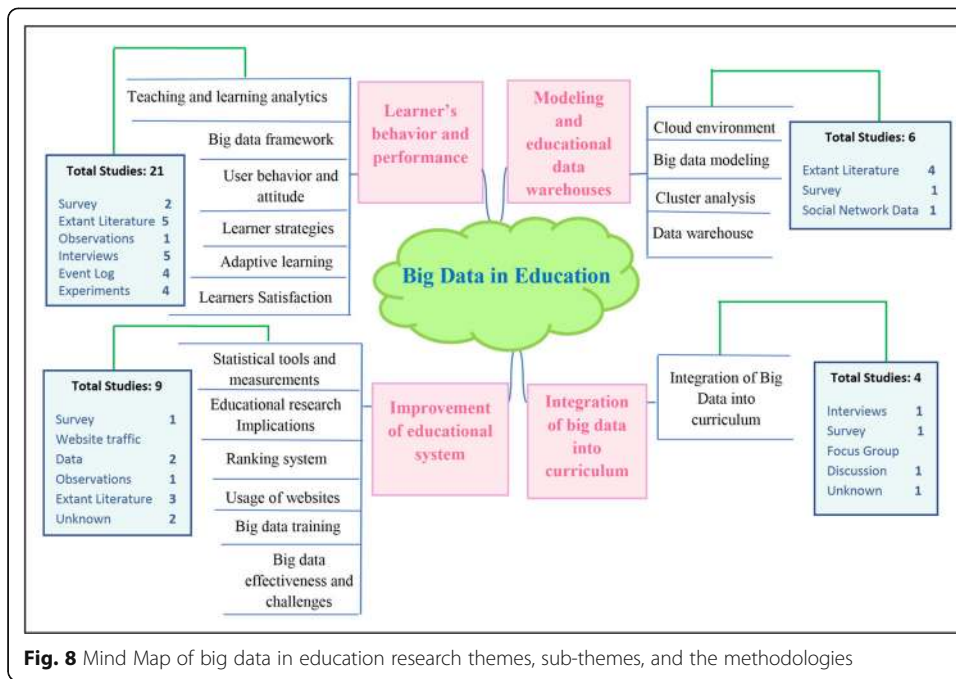 Teaching and learning analytics
Big data framework
User behavior and
attitude
Learner strategies
Adaptive learning
Learners Satisfaction
Total Studies: 21
Survey 2
Extant Literature 5
Observations 1
Interviews 5
Event Log 4
Experiments 4
Learner's
behavior and
performance
Modeling
and
educational
data
warehouses
Cloud environment
Big data modeling
Cluster analysis
Data warehouse
Total Studies: 6
Extant Literature 4
Survey 1
Social Network Data 1
Big Data in Education
Total Studies: 9
Survey 1
Website traffic
Data 2
Observations 1
Extant Literature 3
Unknown 2
Statistical tools and
measurements
Educational research
Implications
Ranking system
Usage of websites
Big data training
Big data
effectiveness and
challenges
Improvement
of educational
system
Integration
of big data
into
curriculum
Integration of Big
Data into
curriculum
Total Studies: 4
Interviews 1
Survey 1
Focus Group
Discussion 1
Unknown 1
Fig. 8 Mind Map of big data in education research themes, sub-themes, and the methodologies